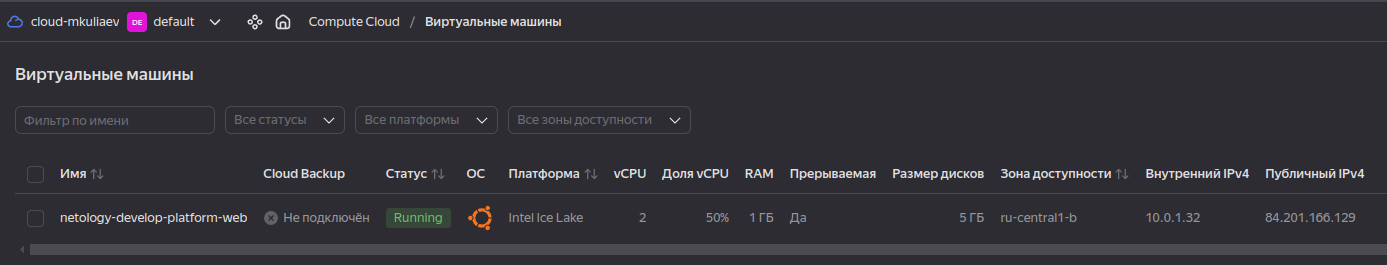 cloud-mkuliaev DE default Compute Cloud / Виртуальные машины
Виртуальные машины
Фильтр по имени Все статусы Все платформы Все зоны доступности
Имя Cloud Backup Статус ОС Платформа vCPU Доля vCPU RAM Прерываемая Размер дисков Зона доступности Внутренний IPv4 Публичный IPv4
netology-develop-platform-web Не подключён Running Intel Ice Lake 2 50% 1 ГБ Да 5 ГБ ru-central1-b 10.0.1.32 84.201.166.129